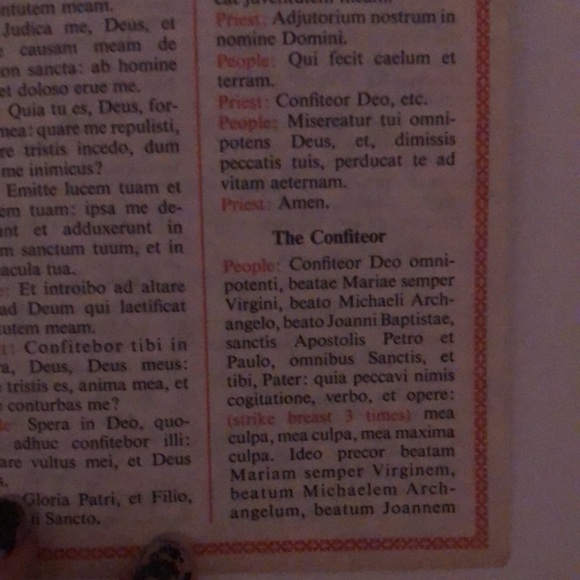 ntutem meam.
Judica me, Deus, et
causam meam de
on sancta: ab homine
et doloso erue me.
Quia tu es, Deus, for-
mea: quare me repulisti,
re tristis incedo, dum
me inimicus?
Emitte lucem tuam et
em tuam: ipsa me de-
nt et adduxerunt in
m sanctum tuum, et in
acula tua.
Et introibo ad altare
ad Deum qui laetificat
utem meam.
Confitebor tibi in
a, Deus, Deus meus:
tristis es, anima mea, et
conturbas me?
Spera in Deo, quo-
adhuc confitebor illi:
are vultus mei, et Deus
s.
Gloria Patri, et Filio,
Sancto.
Priest: Adjutorium nostrum in
nomine Domini.
People: Qui fecit caelum et
terram.
Priest: Confiteor Deo, etc.
People: Misereatur tui omni-
potens Deus, et, dimissis
peccatis tuis, perducat te ad
vitam aeternam.
Priest: Amen.
The Confiteor
People: Confiteor Deo omni-
potenti, beatae Mariae semper
Virgini, beato Michaeli Arch-
angelo, beato Joanni Baptistae,
sanctis Apostolis Petro et
Paulo, omnibus Sanctis, et
tibi, Pater: quia peccavi nimis
cogitatione, verbo, et opere:
(strike breast 3 times) mea
culpa, mea culpa, mea maxima
culpa. Ideo precor beatam
Mariam semper Virginem,
beatum Michaelem Arch-
angelum, beatum Joannem